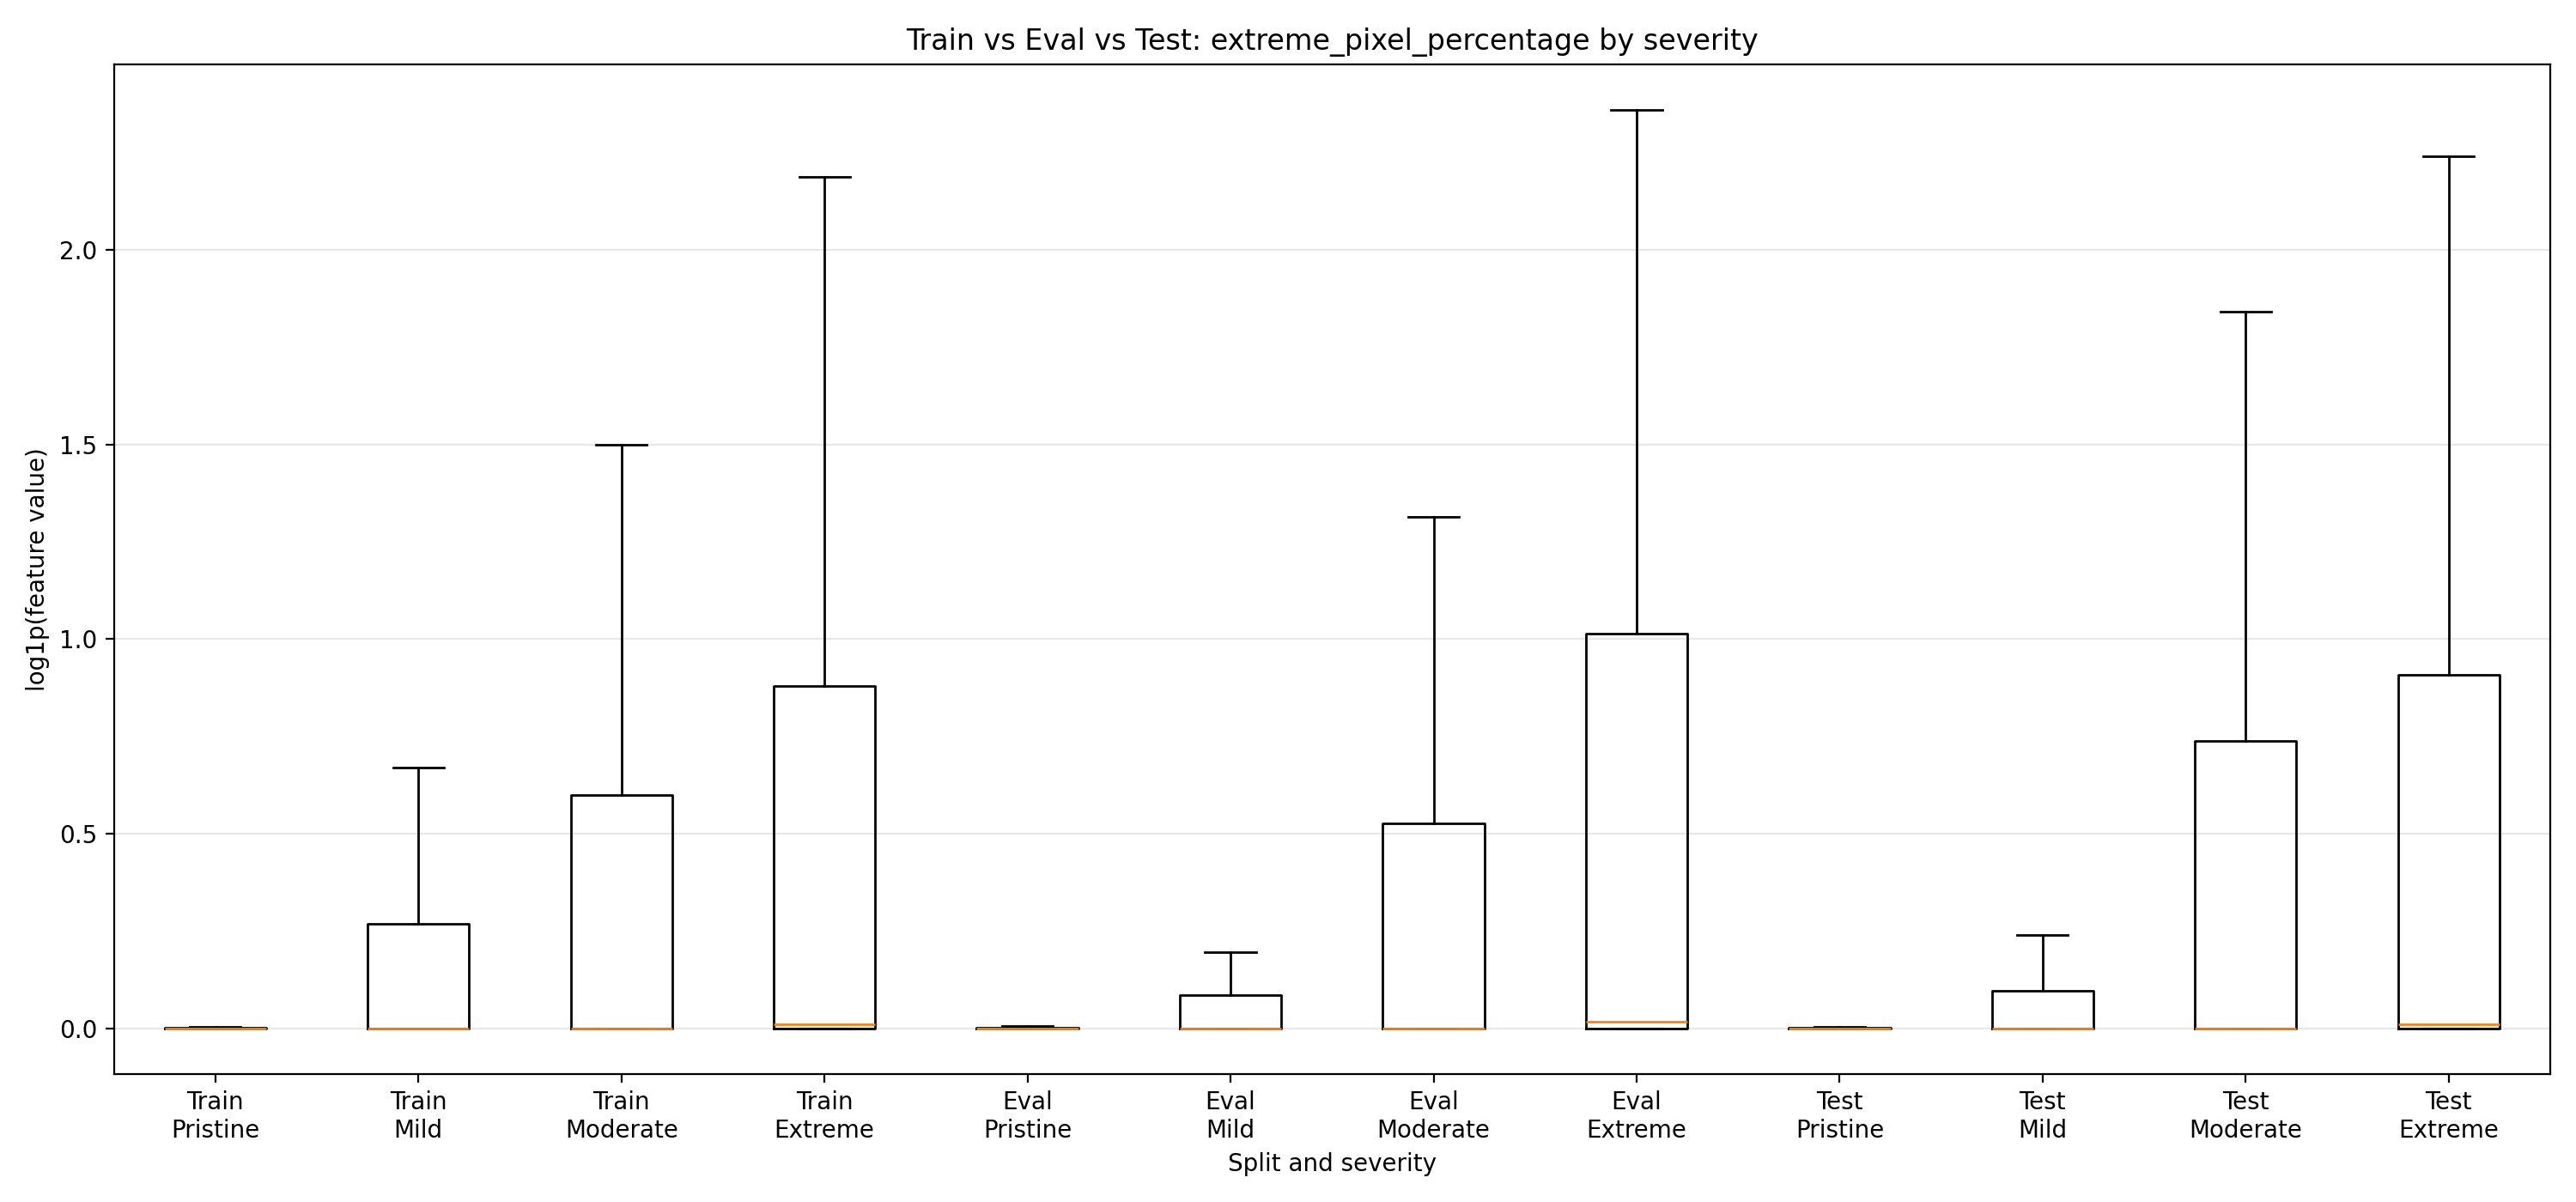 Train vs Eval vs Test: extreme_pixel_percentage by severity
log1p(feature value)
2.0
1.5
1.0
0.5
0.0
Train Train Train Train Eval Eval Eval Eval Test Test Test Test
Pristine Mild Moderate Extreme Pristine Mild Moderate Extreme Pristine Mild Moderate Extreme
Split and severity